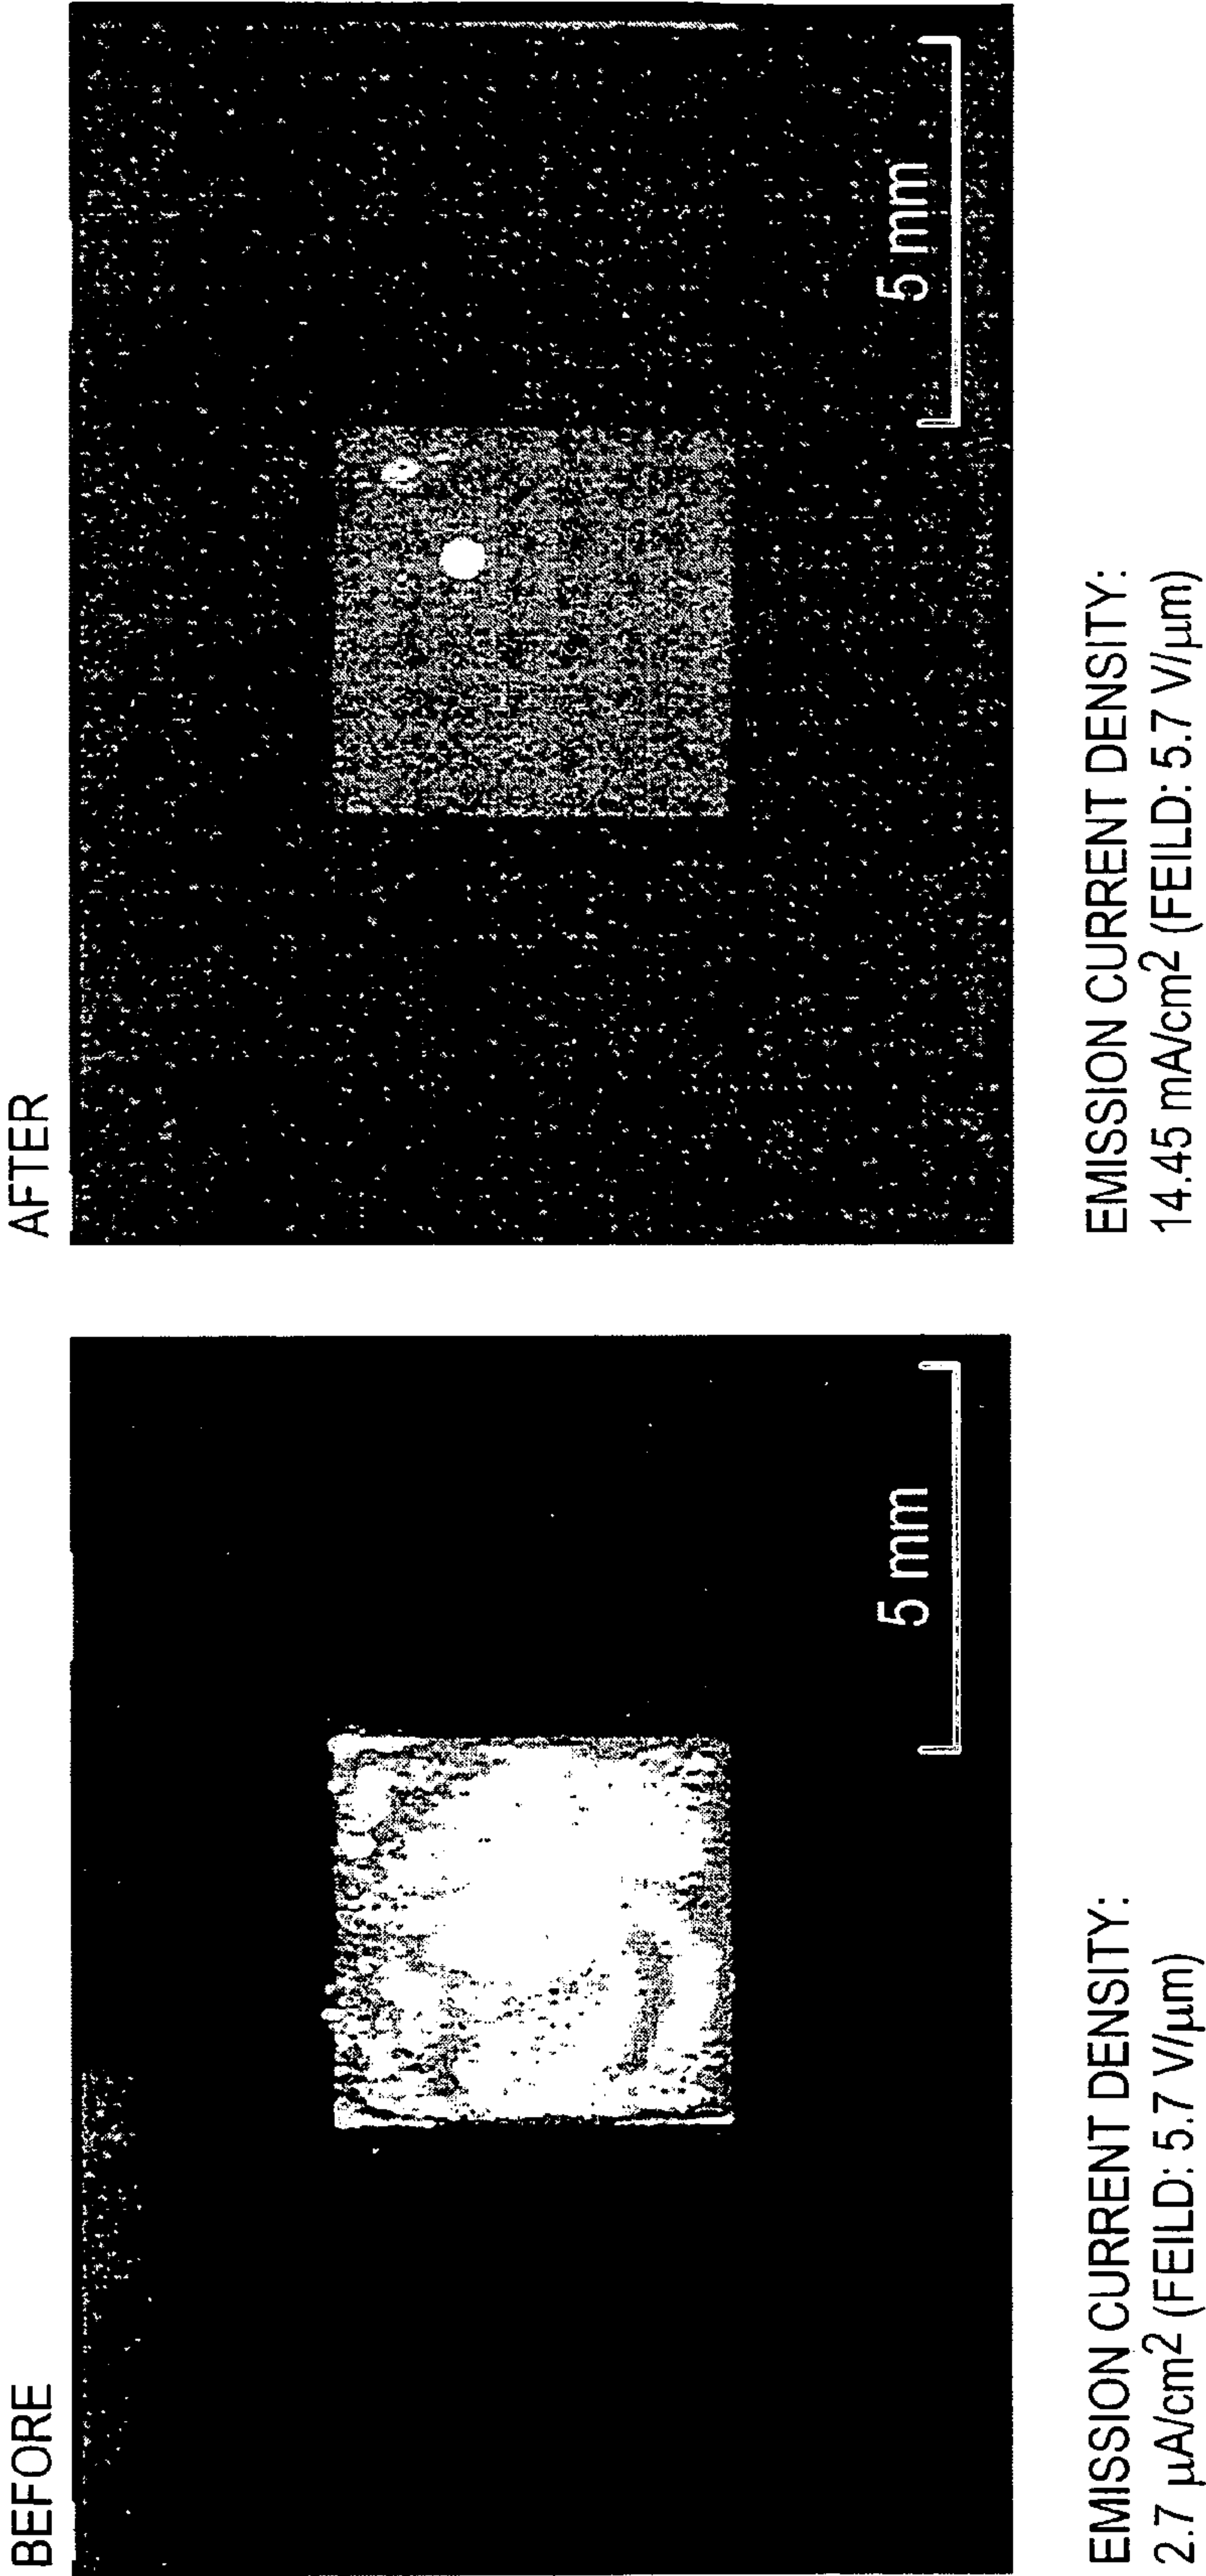 BEFORE
5 mm
EMISSION CURRENT DENSITY:
2.7 μA/cm² (FEILD: 5.7 V/μm)
AFTER
5 mm
EMISSION CURRENT DENSITY:
14.45 mA/cm² (FEILD: 5.7 V/μm)